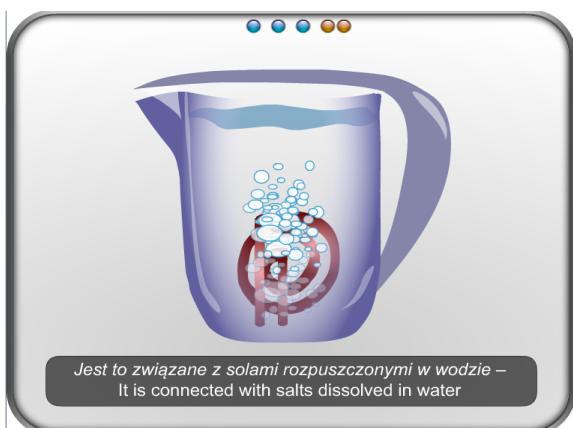 Jest to związane z solami rozpuszczonymi w wodzie –
It is connected with salts dissolved in water